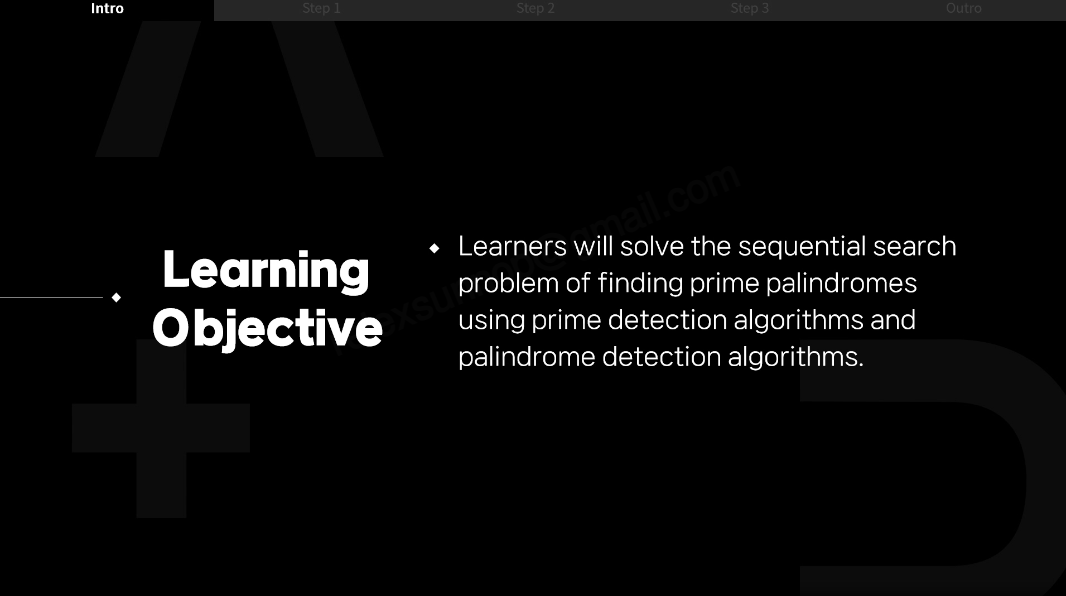 Intro
Step 1
Step 2
Step 3
Outro
Learning
Objective
Learners will solve the sequential search
problem of finding prime palindromes
using prime detection algorithms and
palindrome detection algorithms.